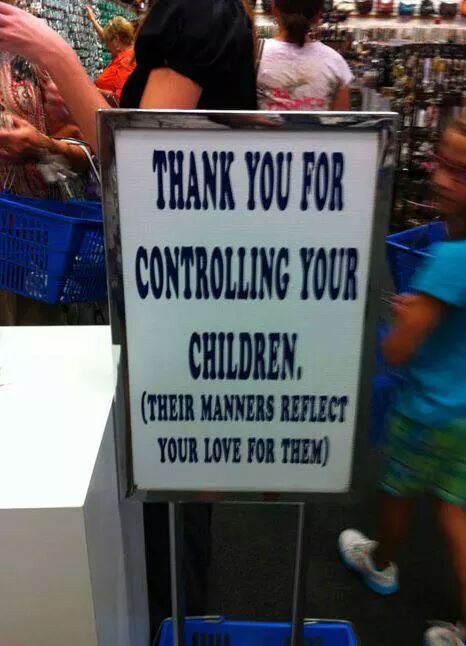 THANK YOU FOR
CONTROLLING YOUR
CHILDREN.
(THEIR MANNERS REFLECT
YOUR LOVE FOR THEM)